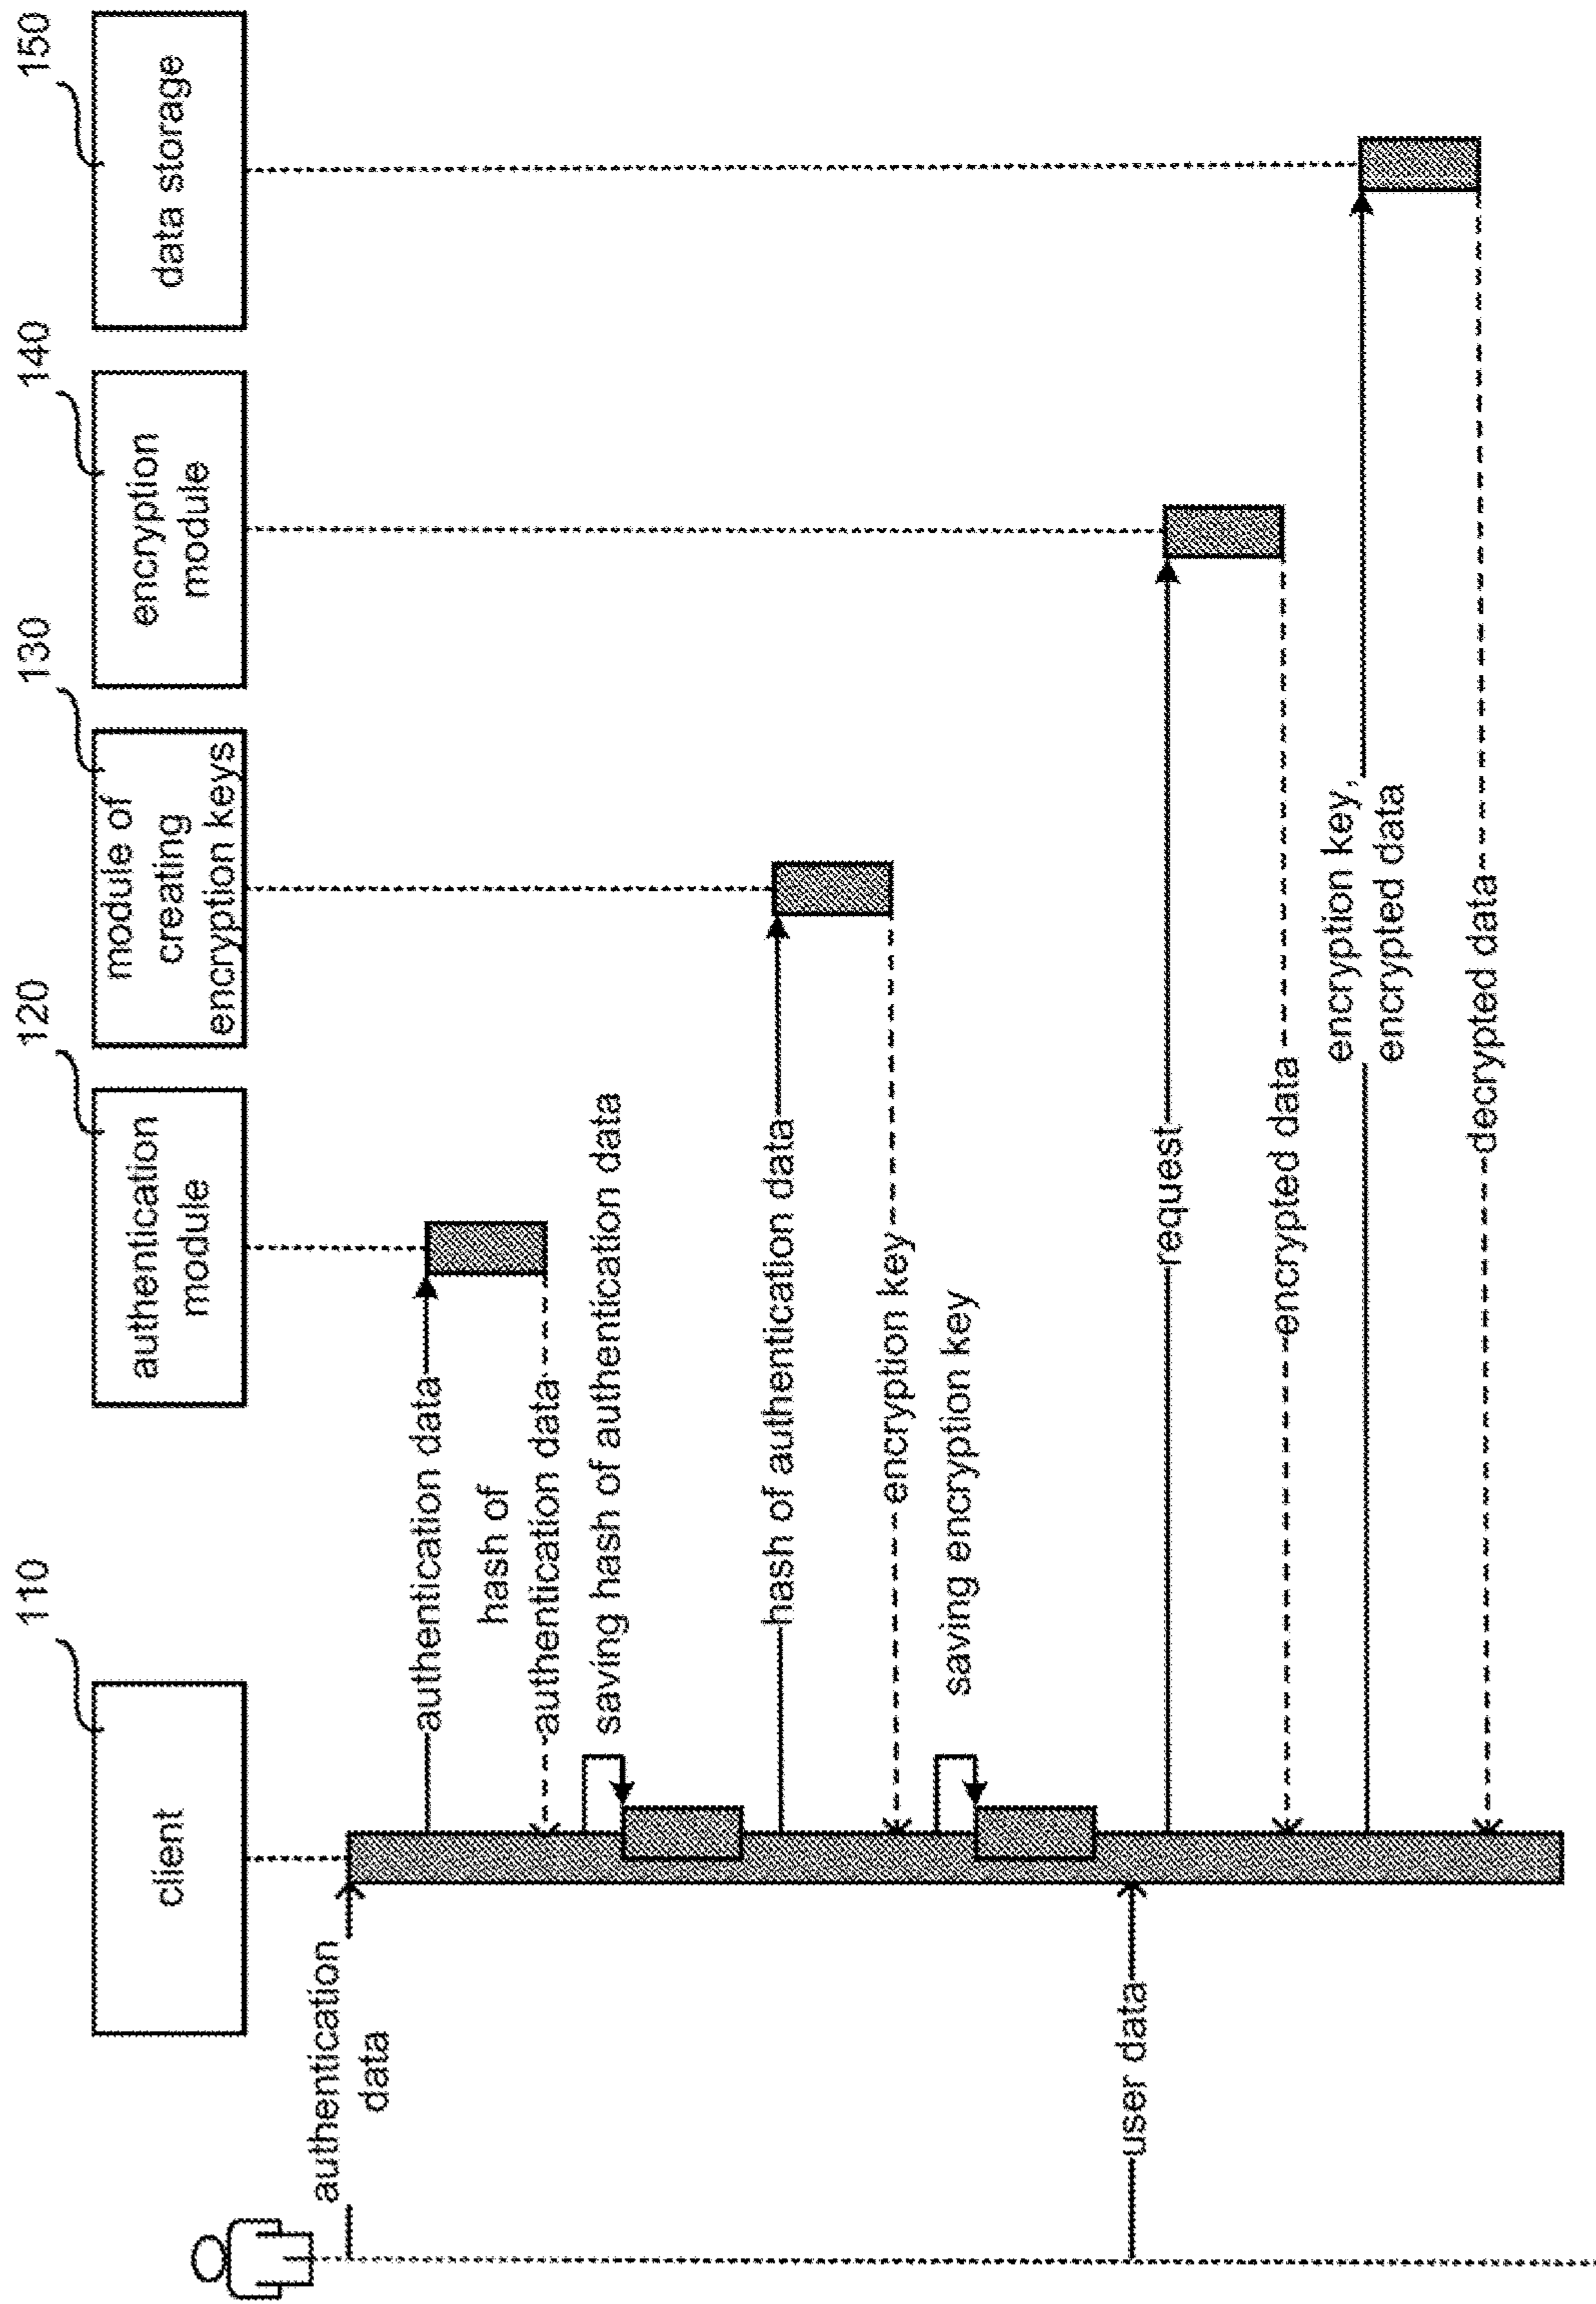 110
120
130
140
150
client
authentication
module
module of
creating
encryption keys
encryption
module
data storage
authentication
data
authentication data
hash of
authentication data
saving hash of authentication data
hash of authentication data
encryption key
saving encryption key
user data
request
encrypted data
encryption key,
encrypted data
decrypted data